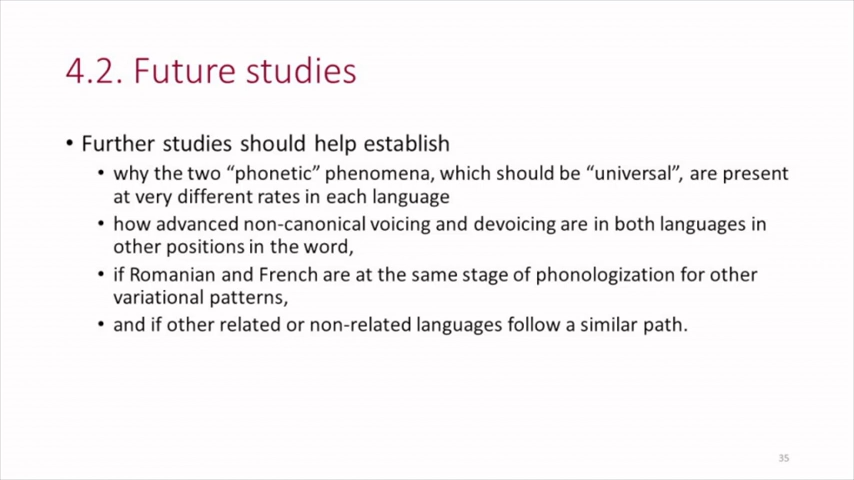 4.2. Future studies
• Further studies should help establish
• why the two “phonetic” phenomena, which should be “universal”, are present
at very different rates in each language
• how advanced non-canonical voicing and devoicing are in both languages in
other positions in the word,
• if Romanian and French are at the same stage of phonologization for other
variational patterns,
• and if other related or non-related languages follow a similar path.
35